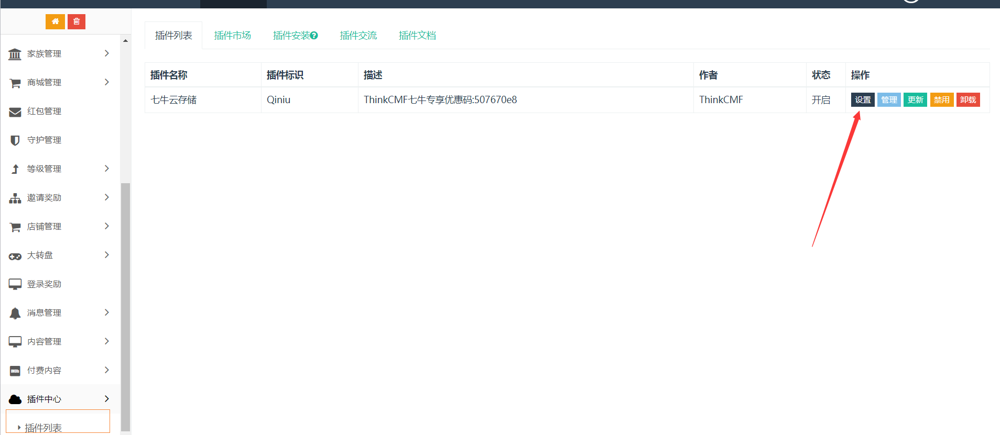 插件列表 插件市场 插件安装 插件交流 插件文档
插件名称 插件标识 描述 作者 状态 操作
七牛云存储 Qiniu ThinkCMF七牛专享优惠码:507670e8 ThinkCMF 开启 设置 管理 更新 禁用 卸载
家族管理
商城管理
红包管理
守护管理
等级管理
邀请奖励
店铺管理
大转盘
登录奖励
消息管理
内容管理
IMDb 付费内容
插件中心
插件列表